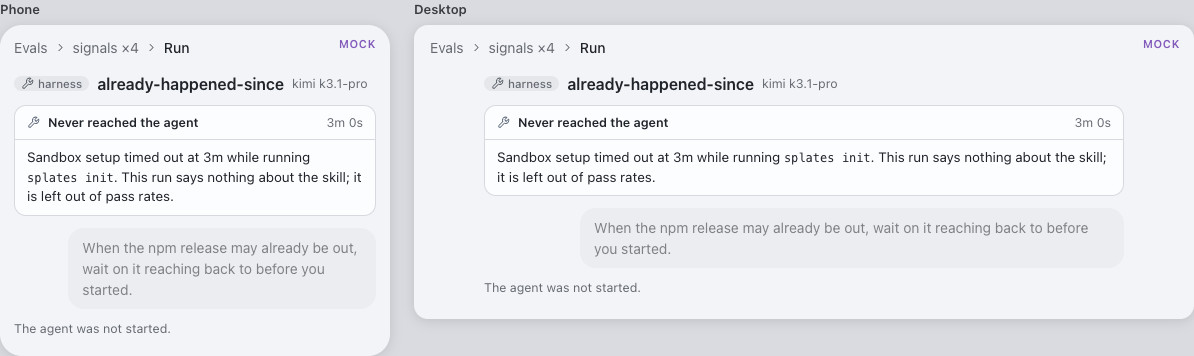 Phone
Evals > signals ×4 > Run
MOCK
harness already-happened-since kimi k3.1-pro
Never reached the agent 3m 0s
Sandbox setup timed out at 3m while running
splates init. This run says nothing about the skill; it
is left out of pass rates.
When the npm release may already be out,
wait on it reaching back to before you
started.
The agent was not started.
Desktop
Evals > signals ×4 > Run
MOCK
harness already-happened-since kimi k3.1-pro
Never reached the agent 3m 0s
Sandbox setup timed out at 3m while running splates init. This run says nothing about the skill;
it is left out of pass rates.
When the npm release may already be out, wait on it reaching back to before
you started.
The agent was not started.